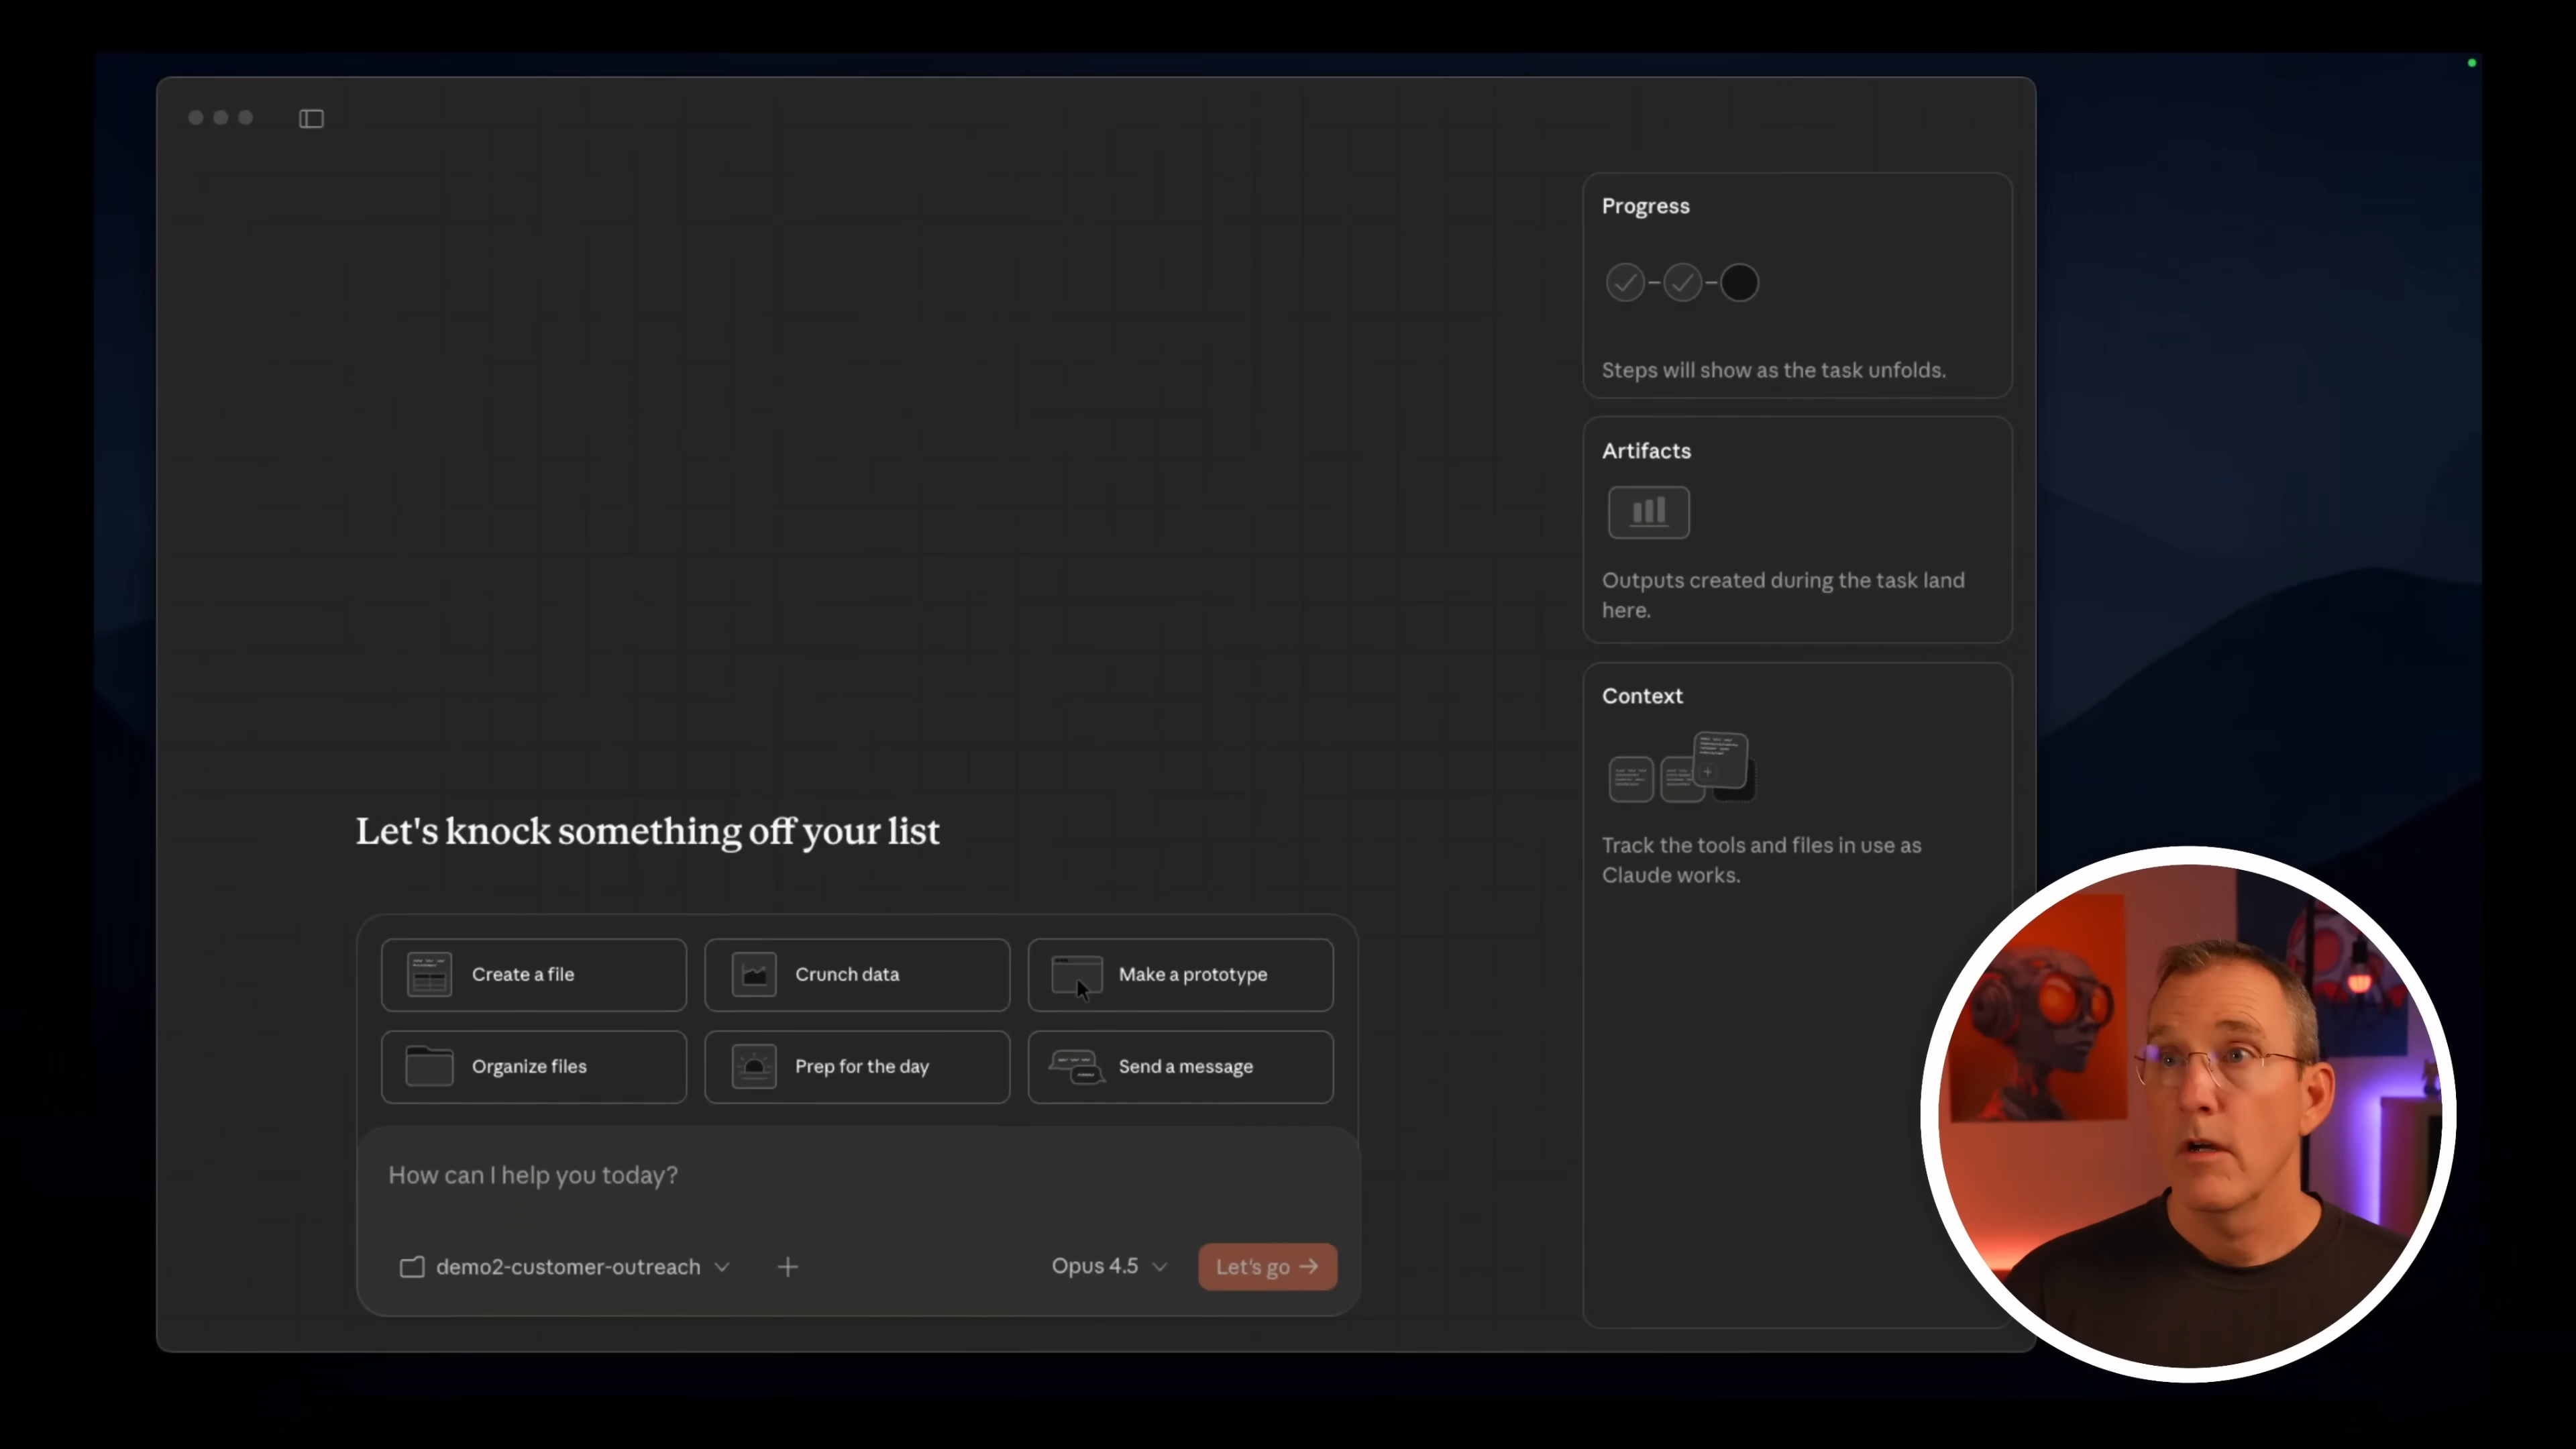 Progress
Steps will show as the task unfolds.
Artifacts
Outputs created during the task land
here.
Context
Track the tools and files in use as
Claude works.
Let's knock something off your list
Create a file
Crunch data
Make a prototype
Organize files
Prep for the day
Send a message
How can I help you today?
demo2-customer-outreach
Opus 4.5
Let's go →